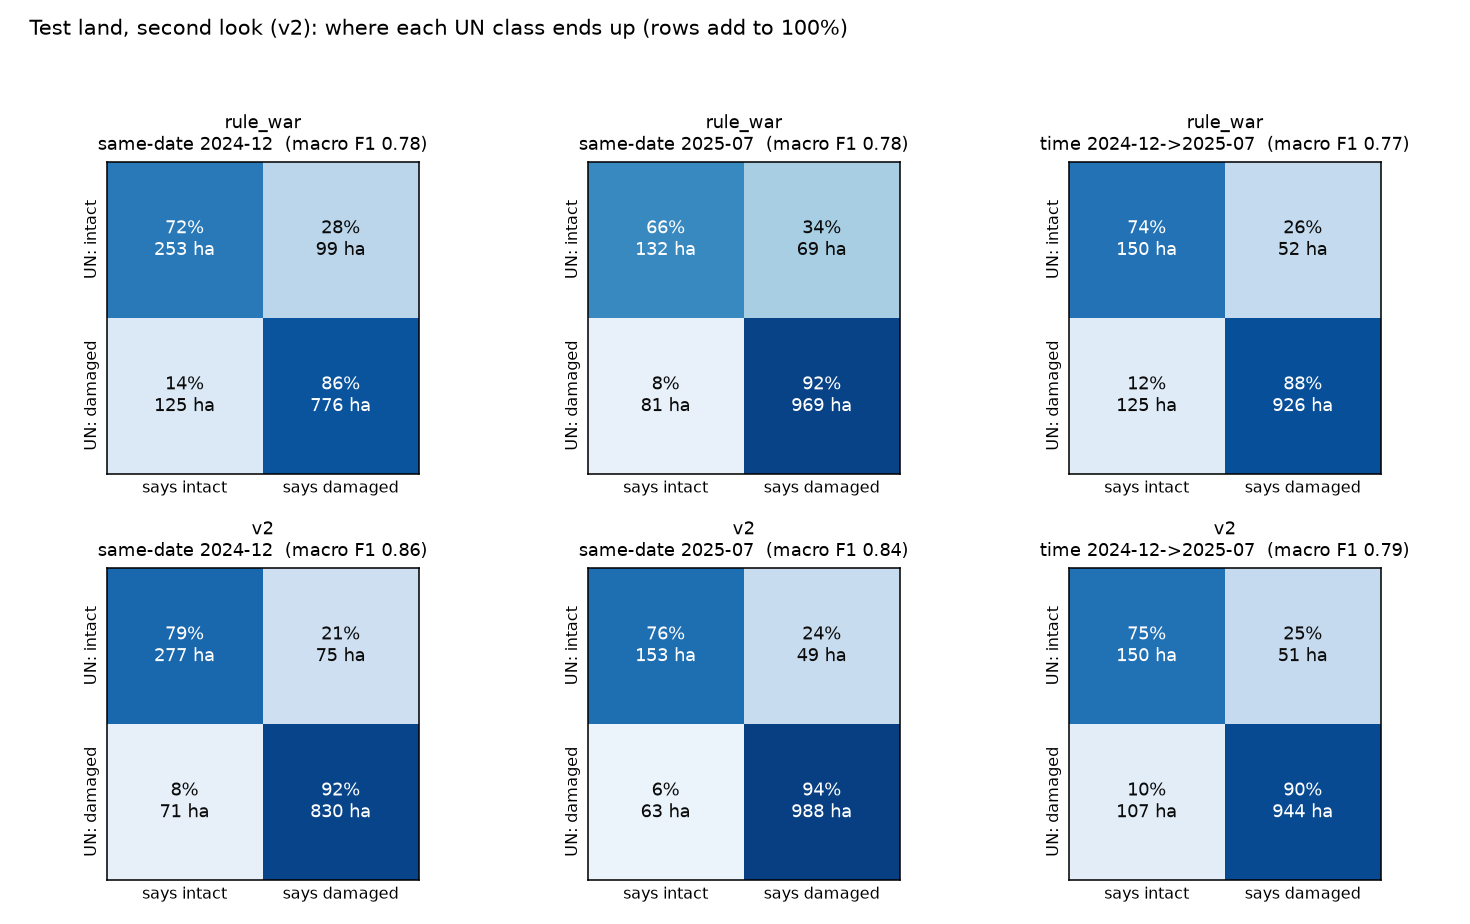 Test land, second look (v2): where each UN class ends up (rows add to 100%)
rule_war
same-date 2024-12  (macro F1 0.78)
UN: intact
72%
253 ha
28%
99 ha
UN: damaged
14%
125 ha
86%
776 ha
says intact
says damaged
rule_war
same-date 2025-07  (macro F1 0.78)
UN: intact
66%
132 ha
34%
69 ha
UN: damaged
8%
81 ha
92%
969 ha
says intact
says damaged
rule_war
time 2024-12->2025-07  (macro F1 0.77)
UN: intact
74%
150 ha
26%
52 ha
UN: damaged
12%
125 ha
88%
926 ha
says intact
says damaged
v2
same-date 2024-12  (macro F1 0.86)
UN: intact
79%
277 ha
21%
75 ha
UN: damaged
8%
71 ha
92%
830 ha
says intact
says damaged
v2
same-date 2025-07  (macro F1 0.84)
UN: intact
76%
153 ha
24%
49 ha
UN: damaged
6%
63 ha
94%
988 ha
says intact
says damaged
v2
time 2024-12->2025-07  (macro F1 0.79)
UN: intact
75%
150 ha
25%
51 ha
UN: damaged
10%
107 ha
90%
944 ha
says intact
says damaged